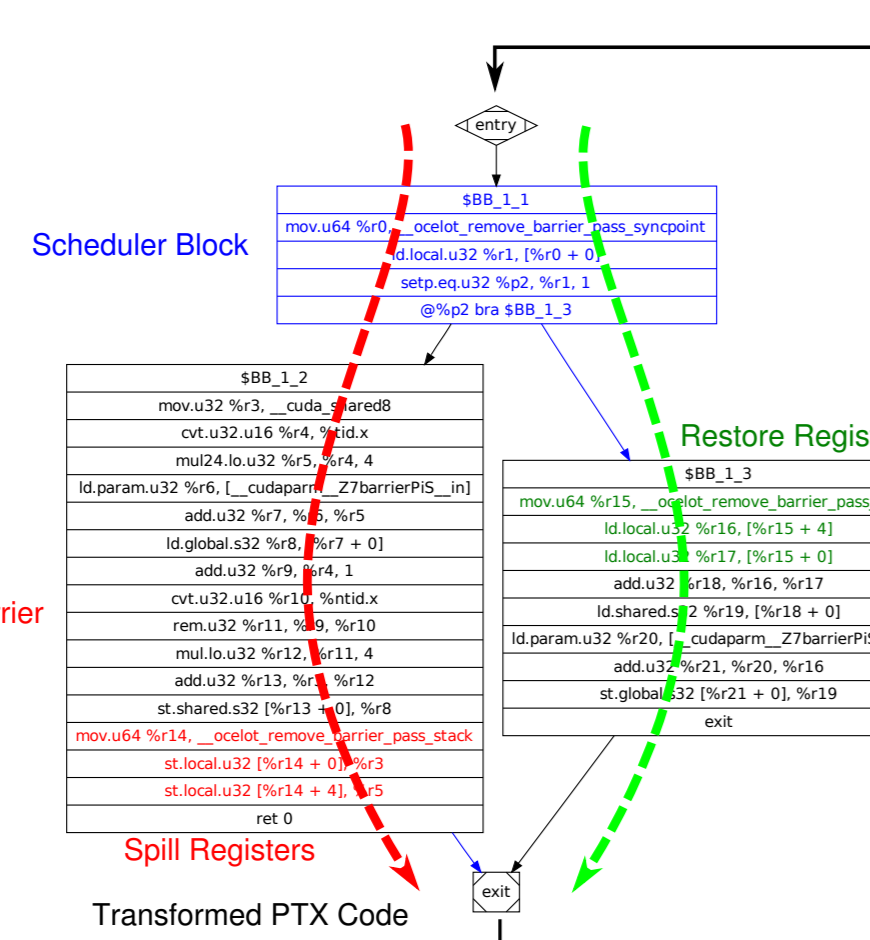 entry
$BB_1_1
mov.u64 %r0, __ocelot_remove_barrier_pass_syncpoint
Scheduler Block
ld.local.u32 %r1, [%r0 + 0]
setp.eq.u32 %p2, %r1, 1
@%p2 bra $BB_1_3
$BB_1_2
mov.u32 %r3, __cuda_shared8
cvt.u32.u16 %r4, %tid.x
mul24.lo.u32 %r5, %r4, 4
ld.param.u32 %r6, [__cudaparm__Z7barrierPiS__in]
add.u32 %r7, %r6, %r5
ld.global.s32 %r8, [%r7 + 0]
add.u32 %r9, %r4, 1
cvt.u32.u16 %r10, %ntid.x
rrier
rem.u32 %r11, %r9, %r10
mul.lo.u32 %r12, %r11, 4
add.u32 %r13, %r3, %r12
st.shared.s32 [%r13 + 0], %r8
mov.u64 %r14, __ocelot_remove_barrier_pass_stack
st.local.u32 [%r14 + 0], %r3
st.local.u32 [%r14 + 4], %r5
ret 0
Spill Registers
Restore Regis
$BB_1_3
mov.u64 %r15, __ocelot_remove_barrier_pass_
ld.local.u32 %r16, [%r15 + 4]
ld.local.u32 %r17, [%r15 + 0]
add.u32 %r18, %r16, %r17
ld.shared.s32 %r19, [%r18 + 0]
ld.param.u32 %r20, [__cudaparm__Z7barrierPiS
add.u32 %r21, %r20, %r16
st.global.s32 [%r21 + 0], %r19
exit
exit
Transformed PTX Code